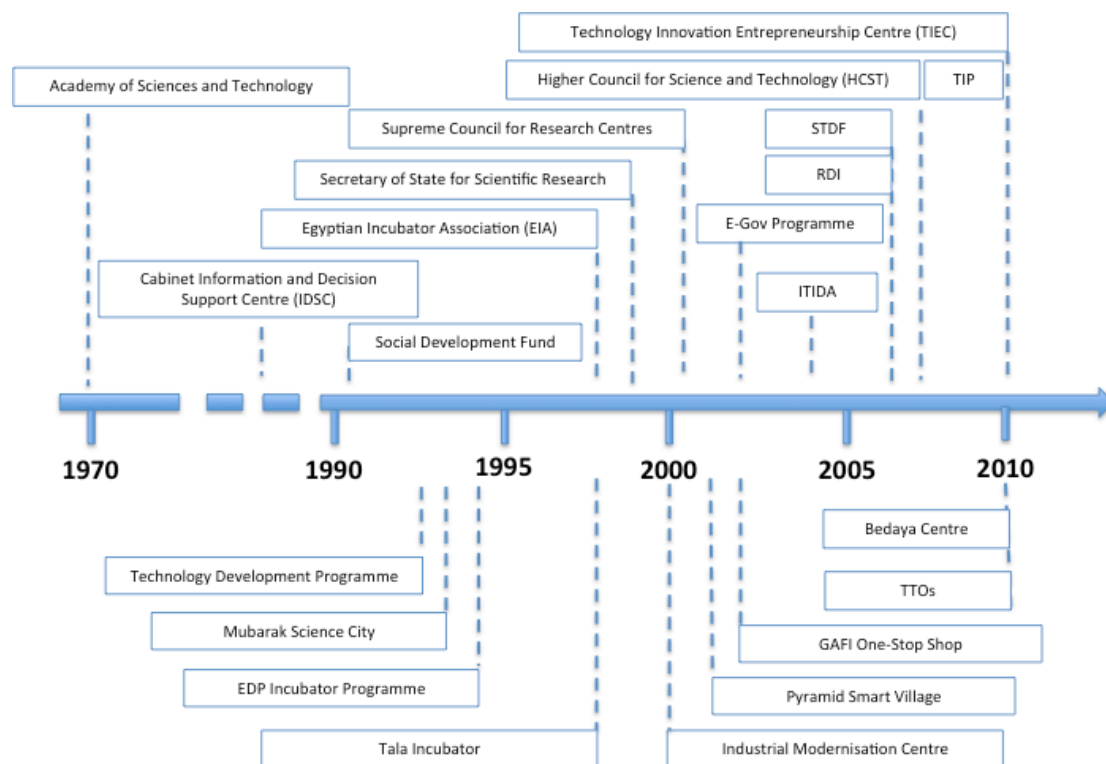 Technology Innovation Entrepreneurship Centre (TIEC)
Academy of Sciences and Technology
Higher Council for Science and Technology (HCST)
TIP
Supreme Council for Research Centres
STDF
Secretary of State for Scientific Research
RDI
Egyptian Incubator Association (EIA)
E-Gov Programme
Cabinet Information and Decision
Support Centre (IDSC)
ITIDA
Social Development Fund
1970
1990
1995
2000
2005
2010
Bedaya Centre
Technology Development Programme
TTOs
Mubarak Science City
GAFI One-Stop Shop
EDP Incubator Programme
Pyramid Smart Village
Tala Incubator
Industrial Modernisation Centre